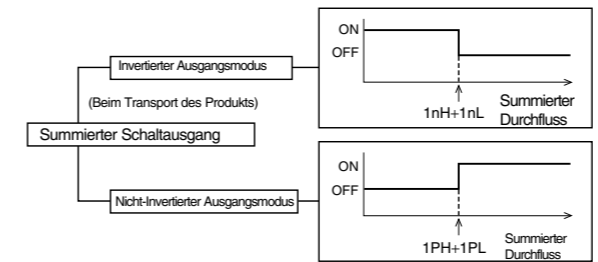 ON
OFF
Invertierter Ausgangsmodus
1nH+1nL
Summierter
Durchfluss
(Beim Transport des Produkts)
Summierter Schaltausgang
ON
OFF
Nicht-Invertierter Ausgangsmodus
1PH+1PL
Summierter
Durchfluss